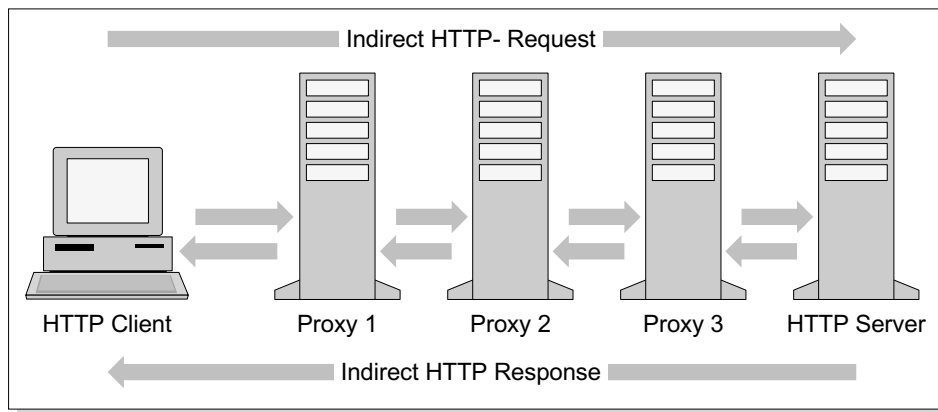 Indirect HTTP- Request
HTTP Client
Proxy 1
Proxy 2
Proxy 3
HTTP Server
Indirect HTTP Response